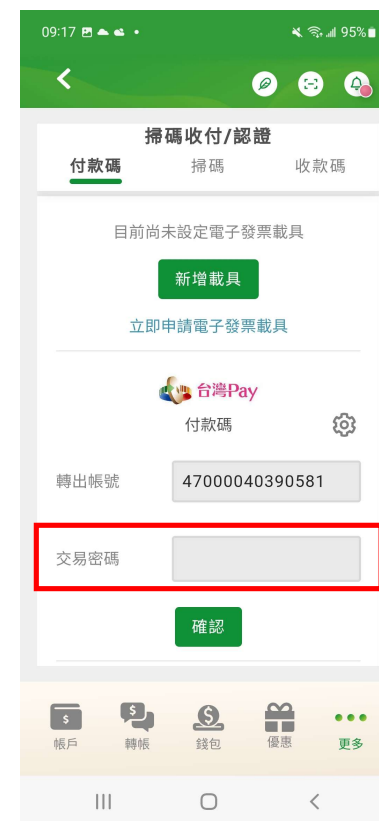 09:17 95%
掃碼收付/認證
付款碼 掃碼 收款碼
目前尚未設定電子發票載具
新增載具
立即申請電子發票載具
台灣Pay
付款碼
轉出帳號 47000040390581
交易密碼
確認
帳戶 轉帳 錢包 優惠 更多